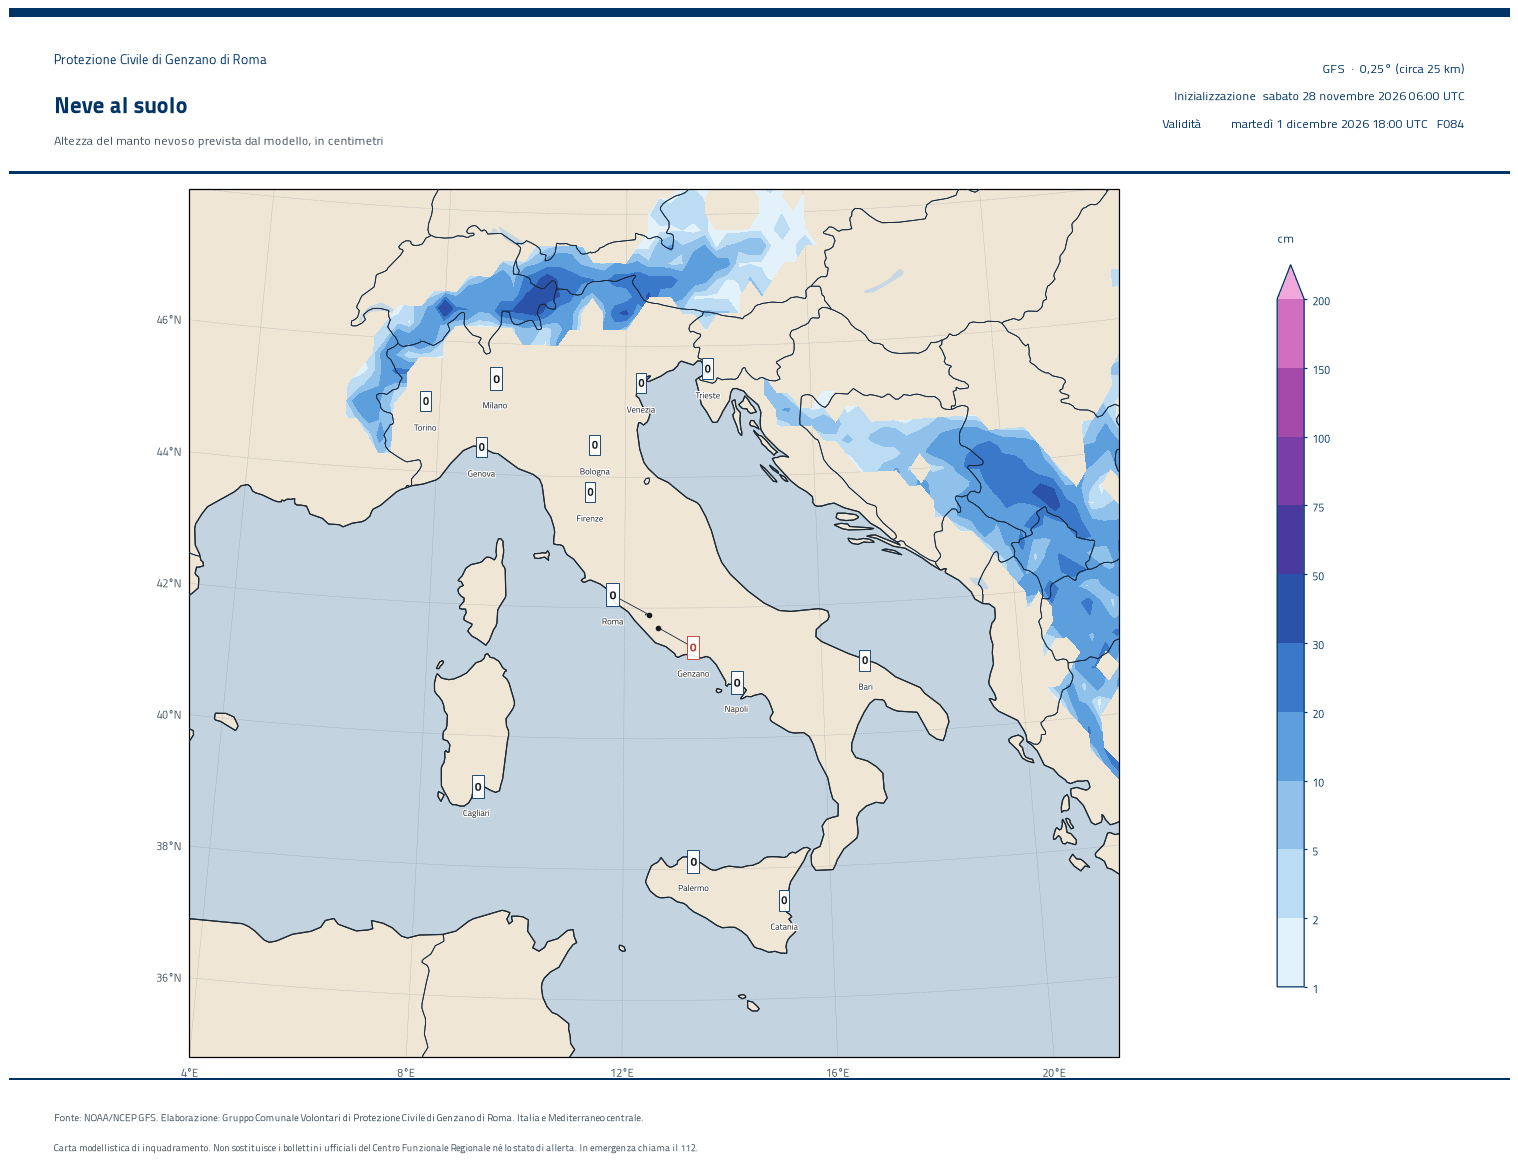 Protezione Civile di Genzano di Roma
Neve al suolo
Altezza del manto nevoso prevista dal modello, in centimetri
GFS · 0,25° (circa 25 km)
Inizializzazione sabato 28 novembre 2026 06:00 UTC
Validità martedì 1 dicembre 2026 18:00 UTC F084
46°N
44°N
42°N
40°N
38°N
36°N
4°E
8°E
12°E
16°E
20°E
0
Milano
0
Torino
0
Venezia
0
Trieste
0
Genova
0
Bologna
0
Firenze
0
Roma
0
Genzano
0
Napoli
0
Bari
0
Cagliari
0
Palermo
0
Catania
cm
200
150
100
75
50
30
20
10
5
2
1
Fonte: NOAA/NCEP GFS. Elaborazione: Gruppo Comunale Volontari di Protezione Civile di Genzano di Roma. Italia e Mediterraneo centrale.
Carta modellistica di inquadramento. Non sostituisce i bollettini ufficiali del Centro Funzionale Regionale né lo stato di allerta. In emergenza chiama il 112.